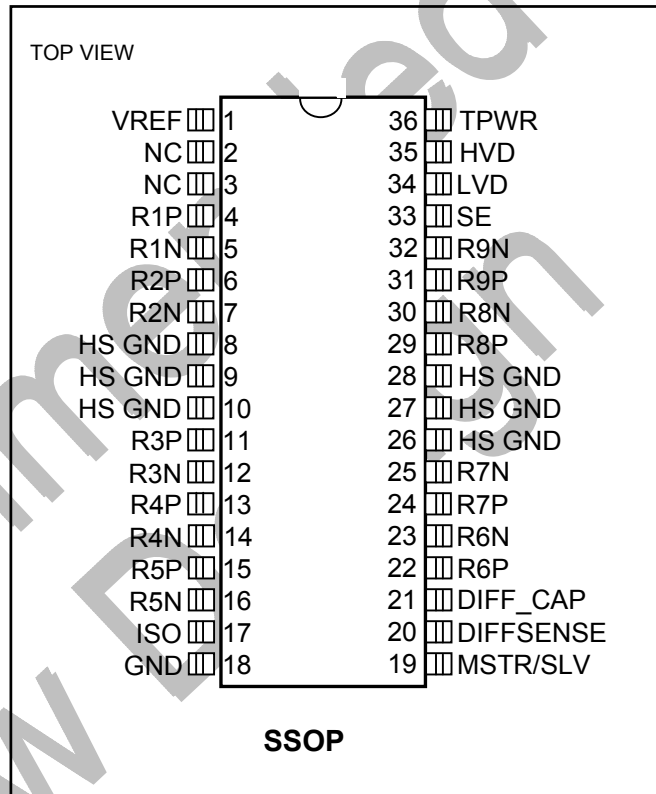 TOP VIEW
VREF 1 36 TPWR
NC 2 35 HVD
NC 3 34 LVD
R1P 4 33 SE
R1N 5 32 R9N
R2P 6 31 R9P
R2N 7 30 R8N
HS GND 8 29 R8P
HS GND 9 28 HS GND
HS GND 10 27 HS GND
R3P 11 26 HS GND
R3N 12 25 R7N
R4P 13 24 R7P
R4N 14 23 R6N
R5P 15 22 R6P
R5N 16 21 DIFF_CAP
ISO 17 20 DIFFSENSE
GND 18 19 MSTR/SLV
SSOP